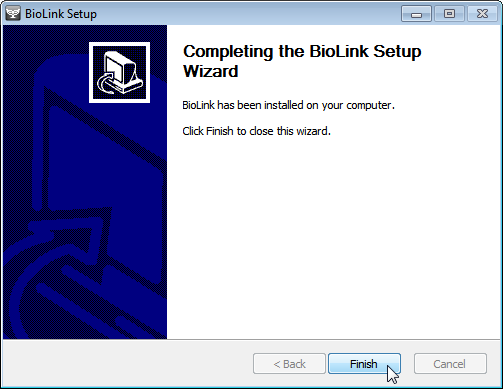 BioLink Setup
Completing the BioLink Setup
Wizard
BioLink has been installed on your computer.
Click Finish to close this wizard.
< Back
Finish
Cancel